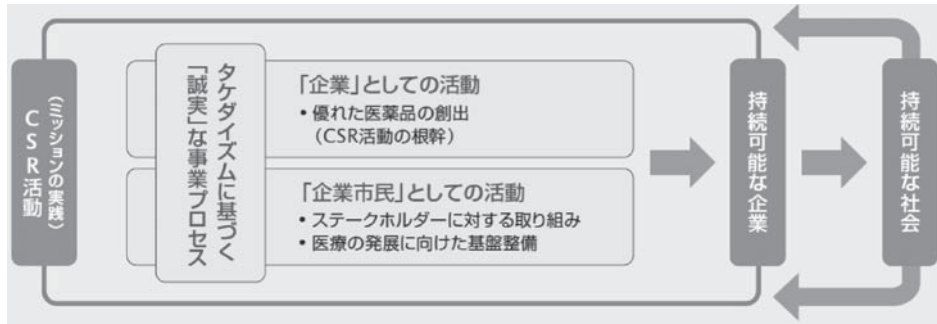 CSR活動
（ミッションの実践）
タケダイズムに基づく
「誠実」な事業プロセス
「企業」としての活動
• 優れた医薬品の創出
（CSR活動の根幹）
「企業市民」としての活動
• ステークホルダーに対する取り組み
• 医療の発展に向けた基盤整備
持続可能な企業
持続可能な社会